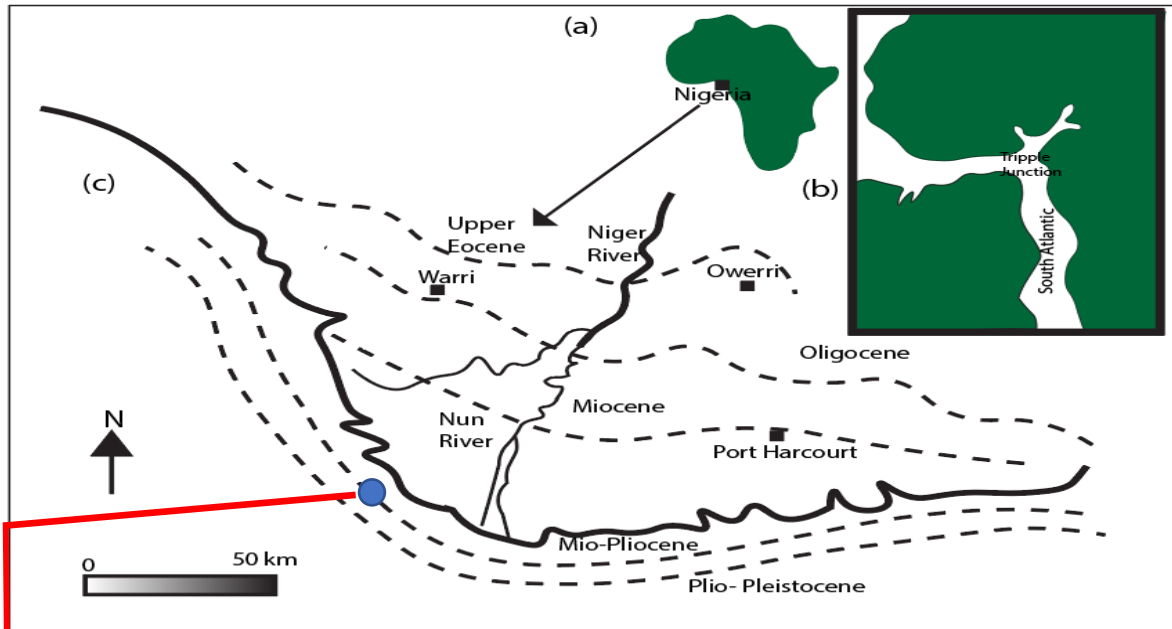 (a)
Nigeria
(b)
Tripple
Junction
South Atlantic
(c)
Upper
Eocene
Niger
River
Warri
Owerri
Oligocene
Miocene
Nun
River
Port Harcourt
N
Mio-Pliocene
Plio- Pleistocene
0
50 km